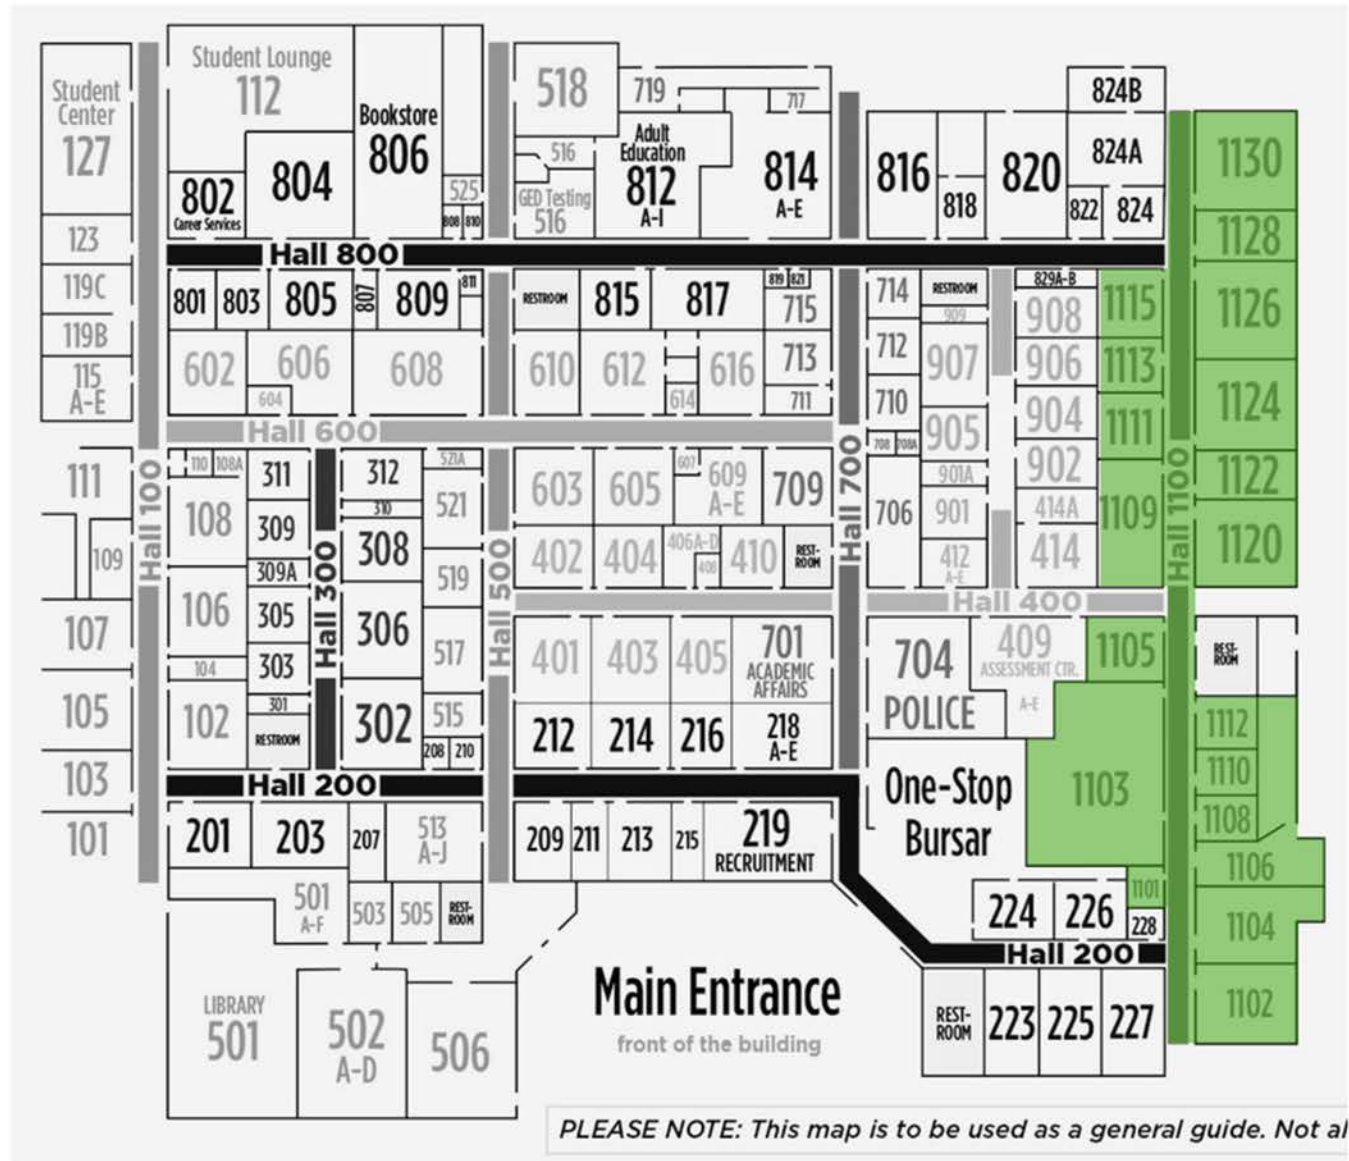 Student Center
127
123
119C
119B
115
A-E
111
109
107
105
103
101
Hall 100
Student Lounge
112
Bookstore
806
804
802
Career Services
525
808 810
518
719
717
516
GED Testing
516
Adult
Education
812
A-I
814
A-E
816
818
820
824B
824A
822
824
1130
1128
Hall 800
801
803
805
807
809
811
RESTROOM
815
817
819 821
715
714
RESTROOM
909
829A-B
908
1115
1126
602
606
604
608
610
612
614
616
713
711
712
710
907
906
1113
1124
Hall 600
708 708A
905
904
1111
110 108A
108
311
309
309A
106
305
303
104
102
301
RESTROOM
Hall 300
312
310
308
306
302
521A
521
519
517
515
208 210
Hall 500
603
605
607
609
A-E
709
402
404
406A-D
408
410
REST-
ROOM
Hall 700
706
901A
901
412
A-E
902
414A
414
1109
Hall 1100
1122
1120
Hall 400
401
403
405
701
ACADEMIC
AFFAIRS
212
214
216
218
A-E
704
POLICE
409
ASSESSMENT CTR.
A-E
1105
1103
REST-
ROOM
1112
1110
1108
1106
1104
1102
Hall 200
201
203
207
513
A-J
209
211
213
215
219
RECRUITMENT
One-Stop
Bursar
1101
224
226
228
Hall 200
501
A-F
503
505
REST-
ROOM
LIBRARY
501
502
A-D
506
Main Entrance
front of the building
REST-
ROOM
223
225
227
PLEASE NOTE: This map is to be used as a general guide. Not al